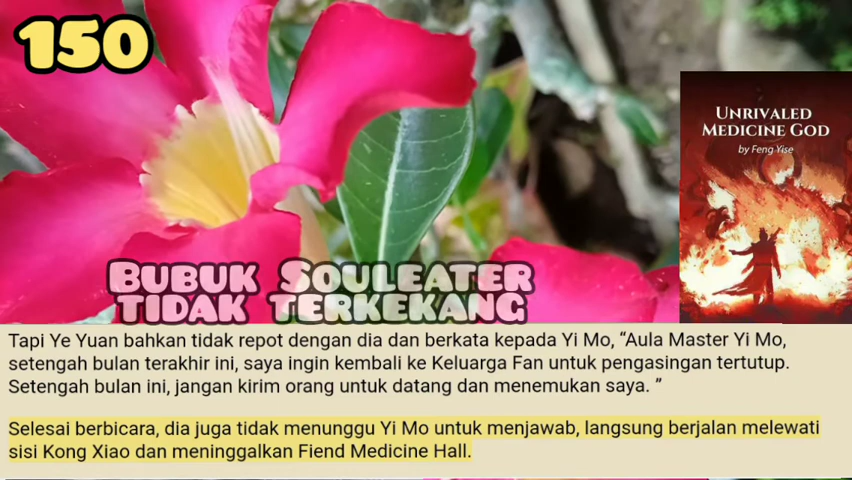 150
UNRIVALED
MEDICINE GOD
by Feng Yise
BUBUK SOULEATER
TIDAK TERKEKANG
Tapi Ye Yuan bahkan tidak repot dengan dia dan berkata kepada Yi Mo, “Aula Master Yi Mo,
setengah bulan terakhir ini, saya ingin kembali ke Keluarga Fan untuk pengasingan tertutup.
Setengah bulan ini, jangan kirim orang untuk datang dan menemukan saya. ”
Selesai berbicara, dia juga tidak menunggu Yi Mo untuk menjawab, langsung berjalan melewati
sisi Kong Xiao dan meninggalkan Fiend Medicine Hall.